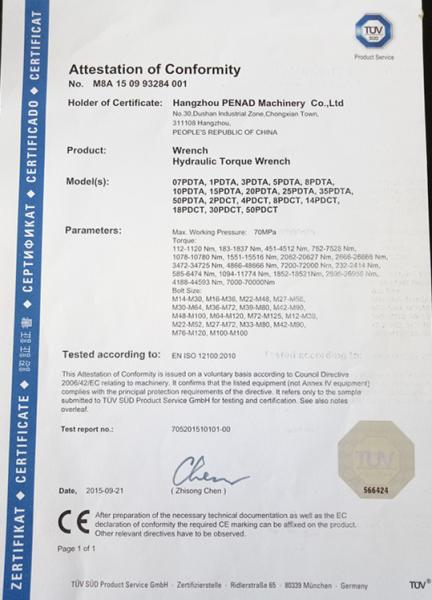 TÜV
SÜD
Product Service
Attestation of Conformity
No. M8A 15 09 93284 001
Holder of Certificate: Hangzhou PENAD Machinery Co.,Ltd
No.30,Dushan Industrial Zone,Chongxian Town,
311108 Hangzhou,
PEOPLE'S REPUBLIC OF CHINA
Product: Wrench
Hydraulic Torque Wrench
Model(s): 07PDTA, 1PDTA, 3PDTA, 5PDTA, 8PDTA,
10PDTA, 15PDTA, 20PDTA, 25PDTA, 35PDTA,
50PDTA, 2PDCT, 4PDCT, 8PDCT, 14PDCT,
18PDCT, 30PDCT, 50PDCT
Parameters: Max. Working Pressure: 70MPa
Torque:
112-1120 Nm, 183-1837 Nm, 451-4512 Nm, 752-7528 Nm,
1078-10780 Nm, 1551-15516 Nm, 2062-20627 Nm, 2666-26666 Nm,
3472-34725 Nm, 4866-48666 Nm, 7200-72000 Nm, 232-2414 Nm,
585-6474 Nm, 1094-11774 Nm, 1852-18521Nm, 2695-26950 Nm,
4188-44593 Nm, 7000-70000Nm
Bolt Size:
M14-M30, M16-M36, M22-M48, M27-M56,
M30-M64, M36-M72, M39-M80, M42-M90,
M48-M100, M64-M120, M72-M125, M12-M36,
M22-M52, M27-M72, M33-M80, M42-M90,
M76-M120, M100-M100
Tested according to: EN ISO 12100:2010
This Attestation of Conformity is issued on a voluntary basis according to Council Directive
2006/42/EC relating to machinery. It confirms that the listed equipment (not Annex IV equipment)
complies with the principal protection requirements of the directive. It refers only to the sample
submitted to TÜV SÜD Product Service GmbH for testing and certification. See also notes
overleaf.
Test report no.: 705201510101-00
TÜV
566424
Date, 2015-09-21
( Zhisong Chen )
CE
After preparation of the necessary technical documentation as well as the EC
declaration of conformity the required CE marking can be affixed on the product.
Other relevant directives have to be observed.
Page 1 of 1
TÜV SÜD Product Service GmbH · Zertifizierstelle · Ridlerstraße 65 · 80339 München · Germany
TÜV®
ZERTIFIKAT ◆ CERTIFICATE ◆ 認證證書 ◆ СЕРТИФИКАТ ◆ CERTIFICADO ◆ CERTIFICAT